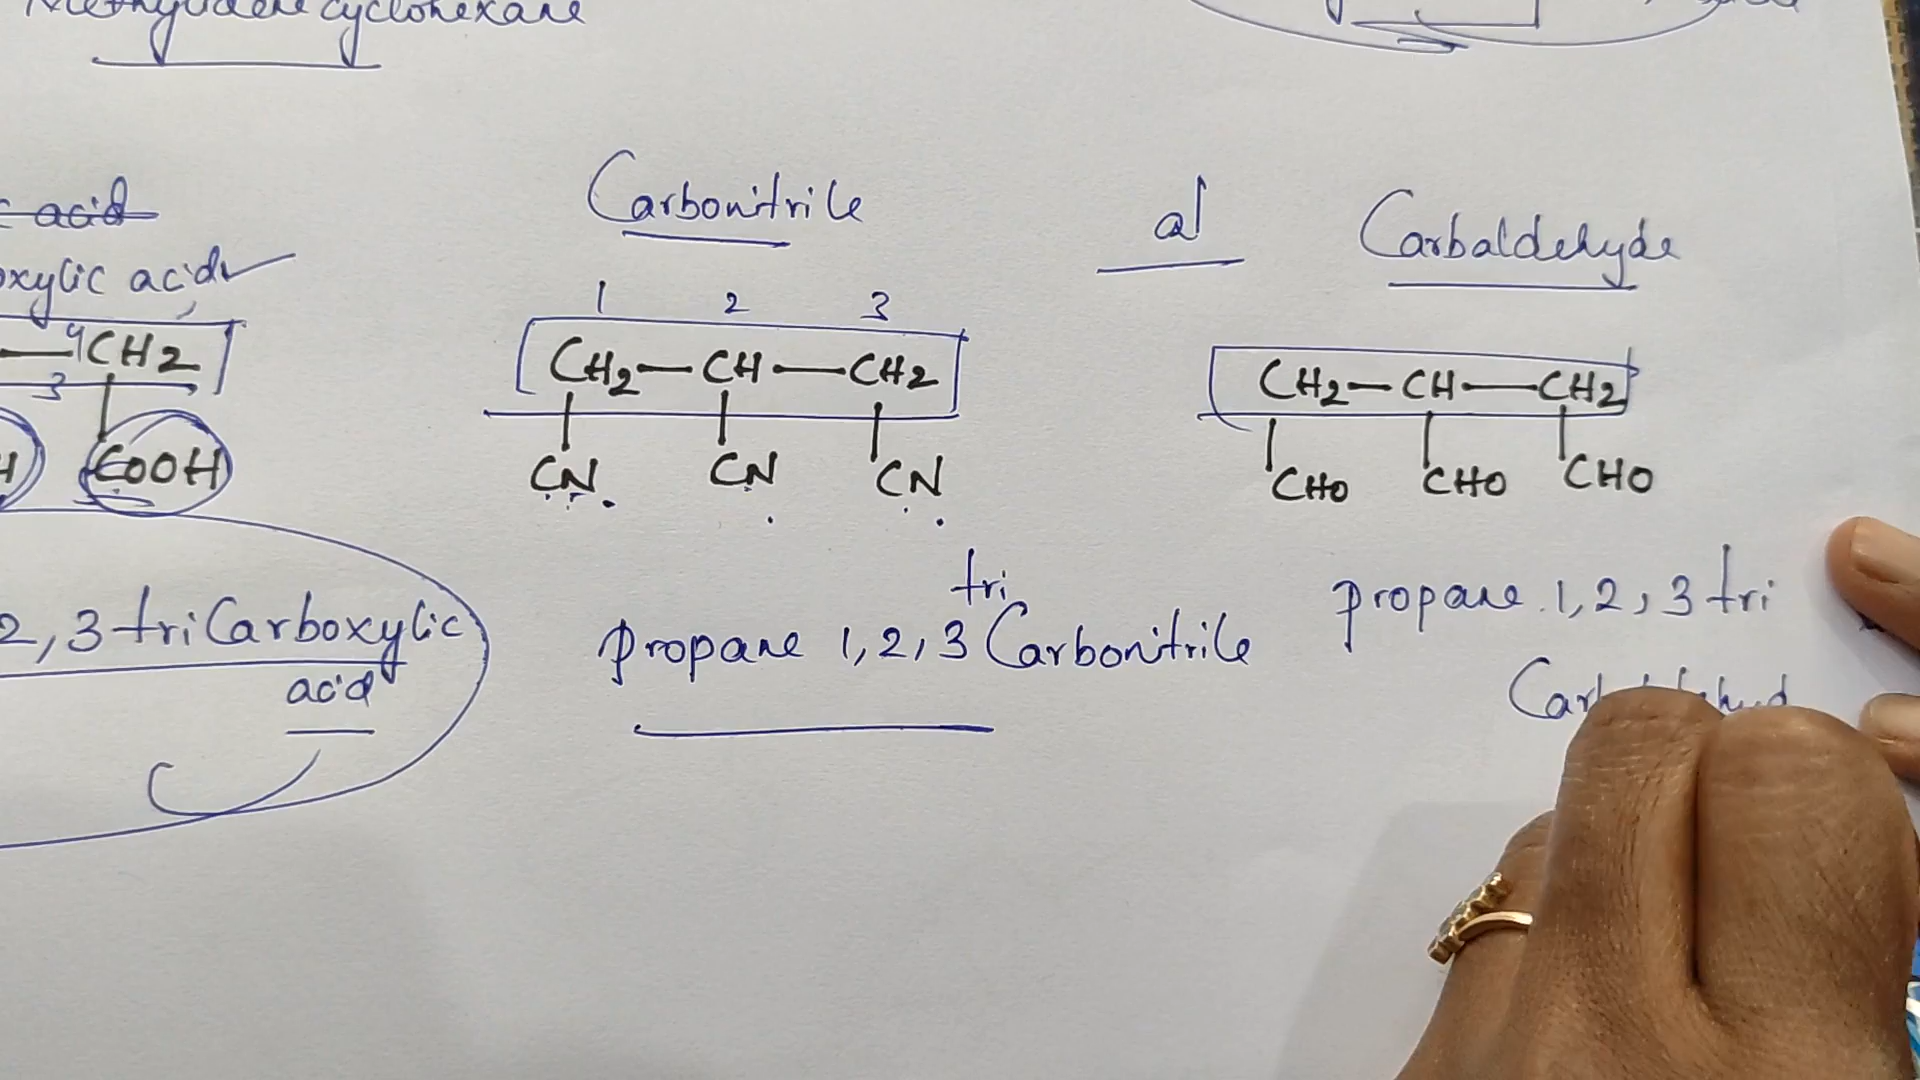 Methylidene cyclohexane
acid
oxylic acid
4CH2
3
COOH
2, 3 tri Carboxylic
acid
Carbonitrile
1 2 3
CH2—CH—CH2
CN CN CN
tri
propane 1, 2, 3 Carbonitrile
al Carbaldehyde
CH2—CH—CH2
CHO CHO CHO
propane 1, 2, 3 tri